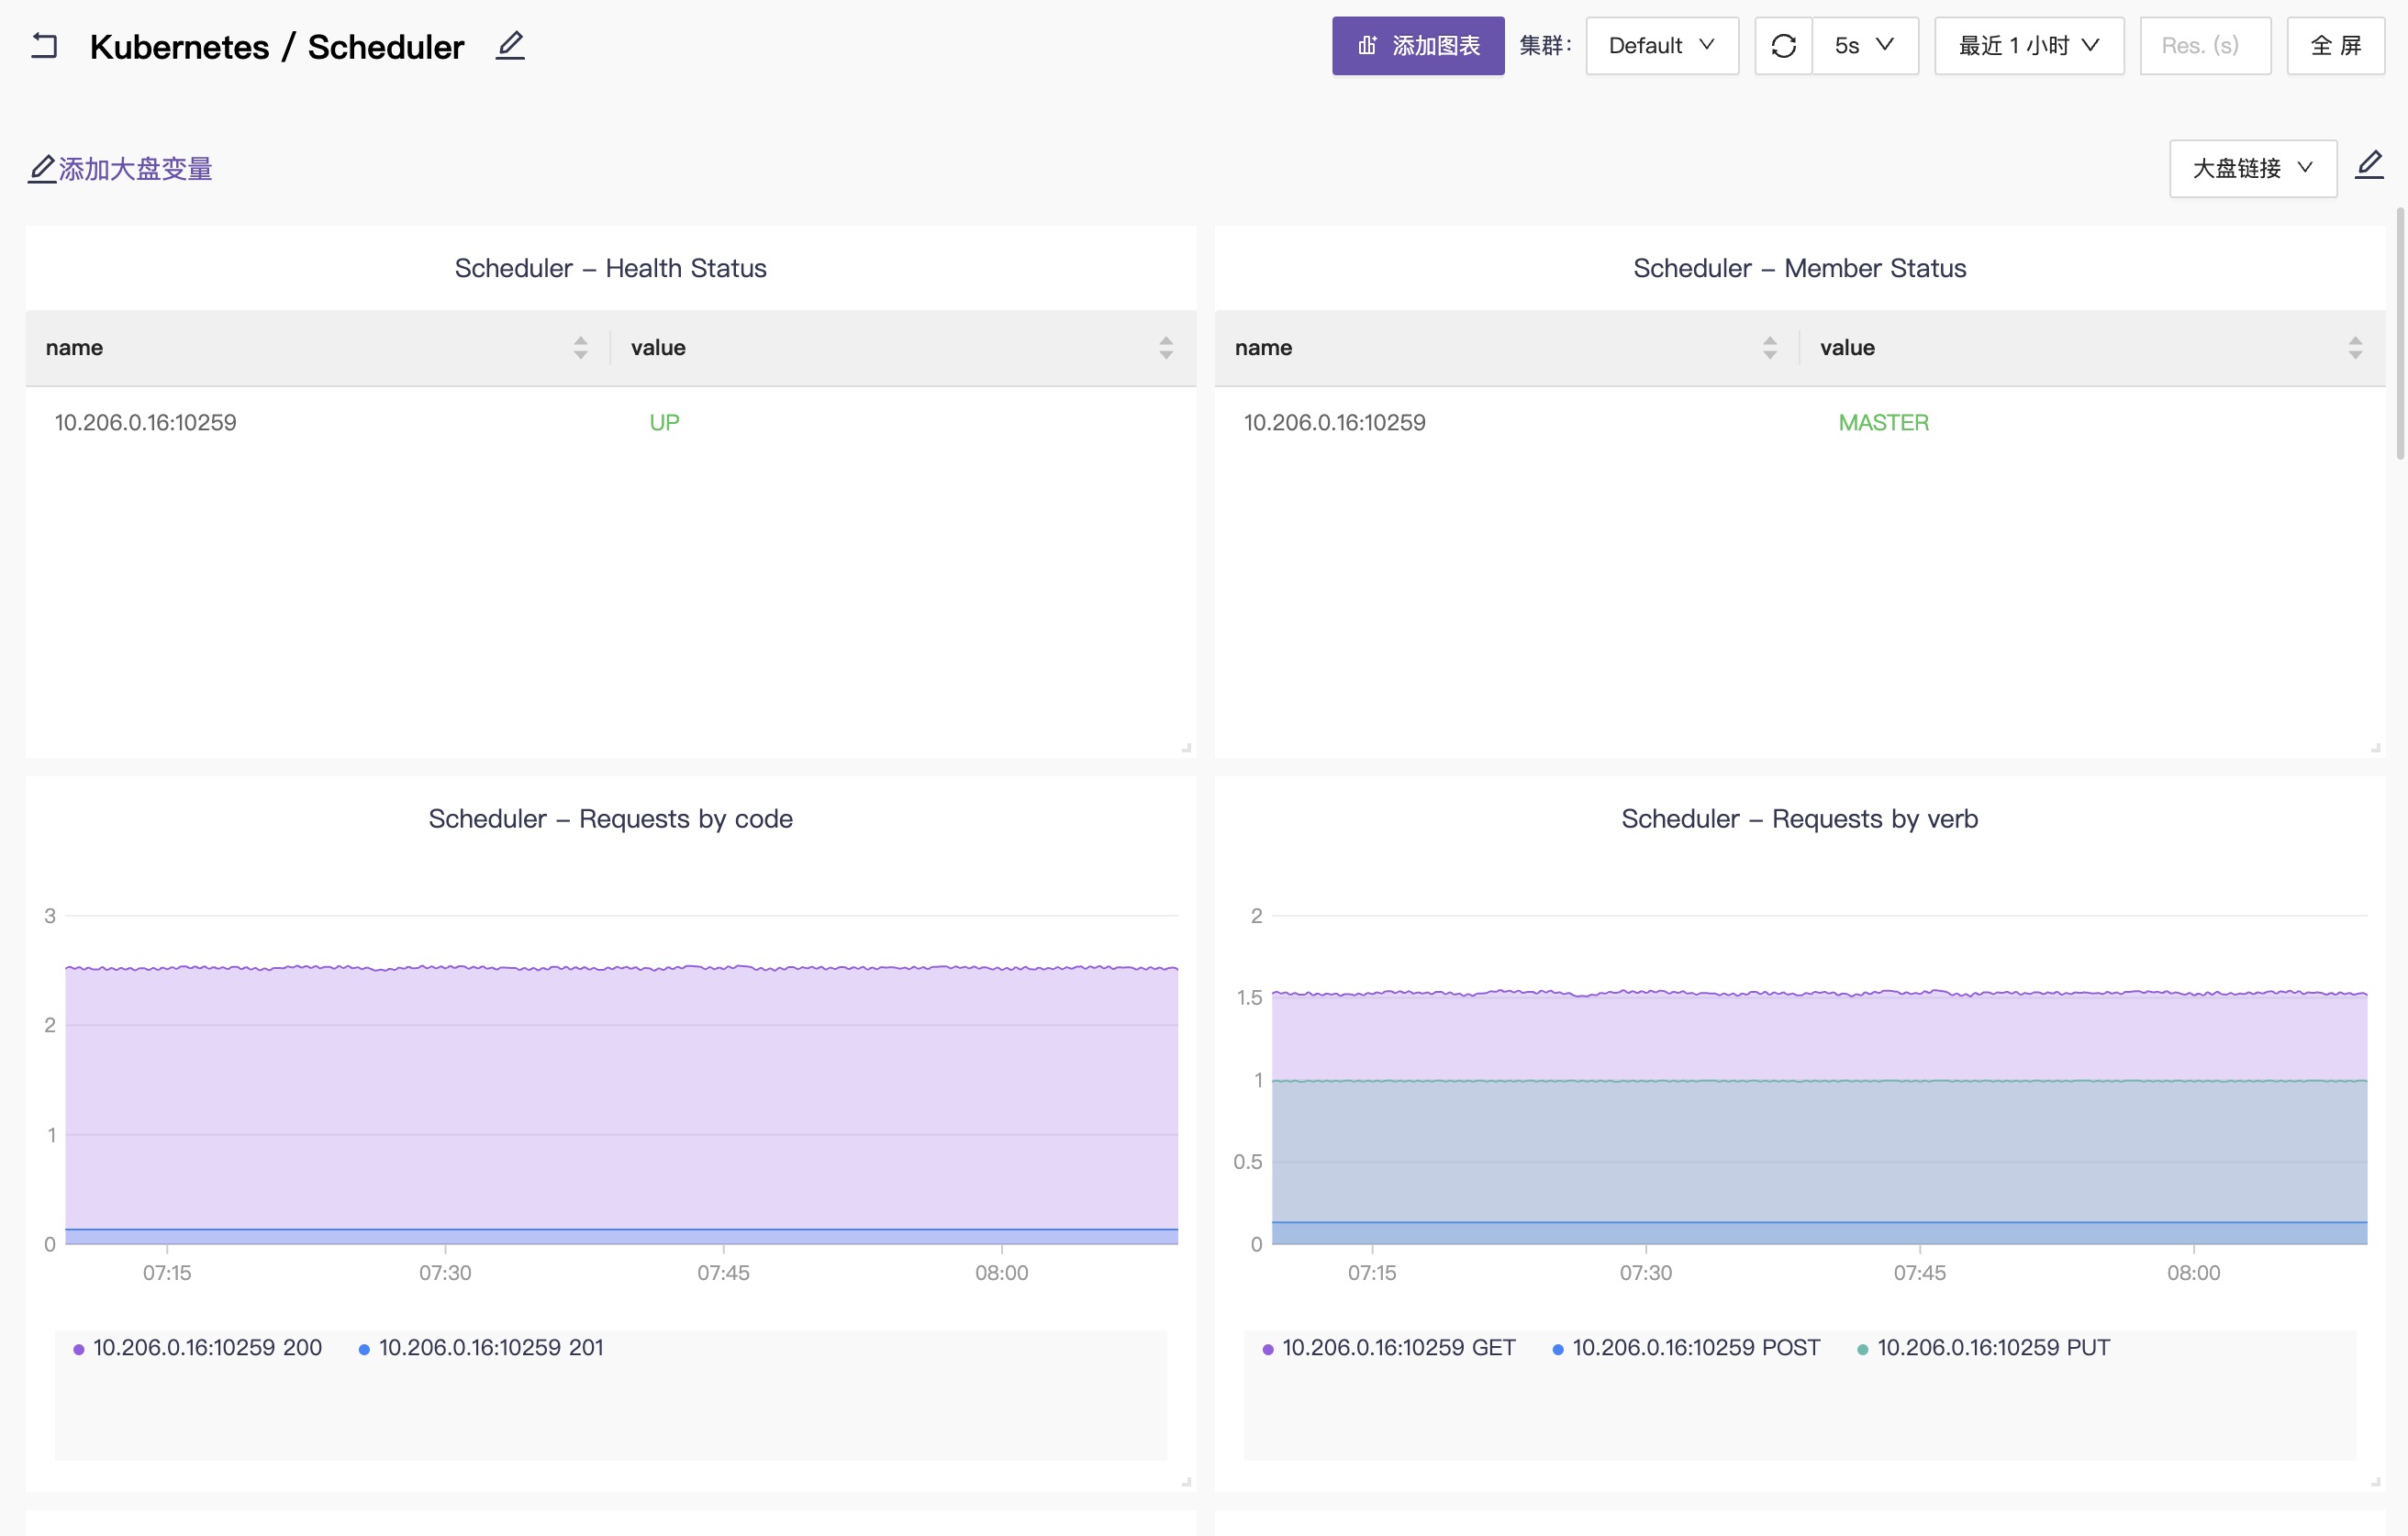 Kubernetes / Scheduler
添加图表 集群: Default 5s 最近 1 小时 Res. (s) 全 屏
添加大盘变量
大盘链接
Scheduler – Health Status
name value
10.206.0.16:10259 UP
Scheduler – Member Status
name value
10.206.0.16:10259 MASTER
Scheduler – Requests by code
3
2
1
0
07:15 07:30 07:45 08:00
10.206.0.16:10259 200 10.206.0.16:10259 201
Scheduler – Requests by verb
2
1.5
1
0.5
0
07:15 07:30 07:45 08:00
10.206.0.16:10259 GET 10.206.0.16:10259 POST 10.206.0.16:10259 PUT